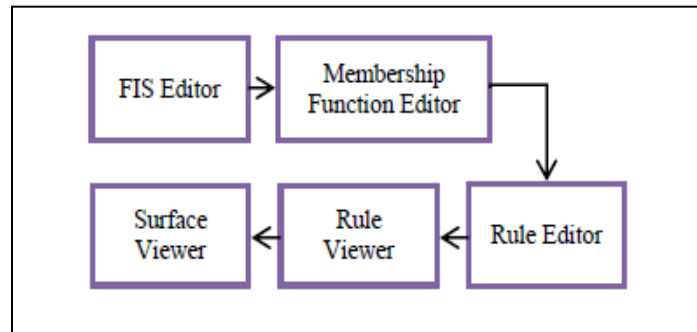 FIS Editor
Membership
Function Editor
Rule Editor
Rule
Viewer
Surface
Viewer